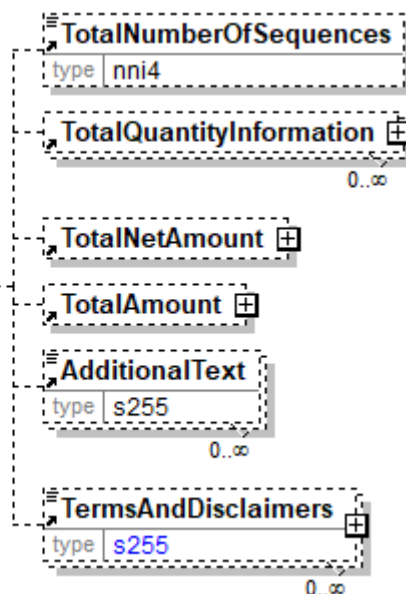 TotalNumberOfSequences
type nni4
TotalQuantityInformation
0..∞
TotalNetAmount
TotalAmount
AdditionalText
type s255
0..∞
TermsAndDisclaimers
type s255
0..∞